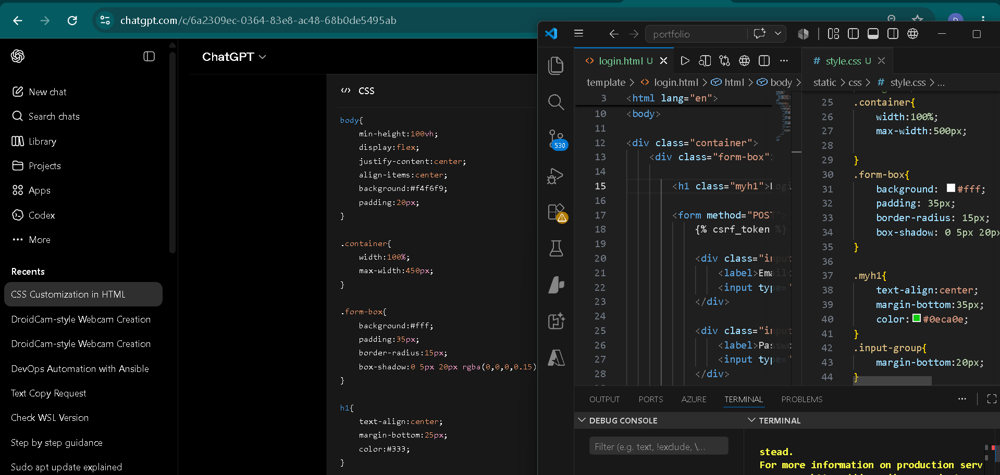 chatgpt.com/c/6a2309ec-0364-83e8-ac48-68b0de5495ab
ChatGPT
New chat
Search chats
Library
Projects
Apps
Codex
More
Recents
CSS Customization in HTML
DroidCam-style Webcam Creation
DroidCam-style Webcam Creation
DevOps Automation with Ansible
Text Copy Request
Check WSL Version
Step by step guidance
Sudo apt update explained
CSS
body{
min-height:100vh;
display:flex;
justify-content:center;
align-items:center;
background:#f4f6f9;
padding:20px;
}
.container{
width:100%;
max-width:450px;
}
.form-box{
background:#fff;
padding:35px;
border-radius:15px;
box-shadow:0 5px 20px rgba(0,0,0,0.15)
}
h1{
text-align:center;
margin-bottom:25px;
color:#333;
}
portfolio
530
login.html U
template > login.html > html > body >
3 <html lang="en">
10 <body>
11
12 <div class="container">
13 <div class="form-box">
14
15 <h1 class="myh1">Logi
16
17 <form method="POST">
18 {% csrf_token %}
19
20 <div class="inpu
21 <label>Email
22 <input type="
23 </div>
24
25 <div class="inpu
26 <label>Passwo
27 <input type="
28 </div>
style.css U
static > css > # style.css > ...
25 .container{
26 width:100%;
27 max-width:500px;
28
29 }
30 .form-box{
31 background: #fff;
32 padding: 35px;
33 border-radius: 15px;
34 box-shadow: 0 5px 20px
35 }
36
37 .myh1{
38 text-align:center;
39 margin-bottom:35px;
40 color:#0eca0e;
41 }
42 .input-group{
43 margin-bottom:20px;
44 }
OUTPUT PORTS AZURE TERMINAL PROBLEMS
DEBUG CONSOLE
Filter (e.g. text, !exclude, \...
TERMINAL
stead.
For more information on production serv